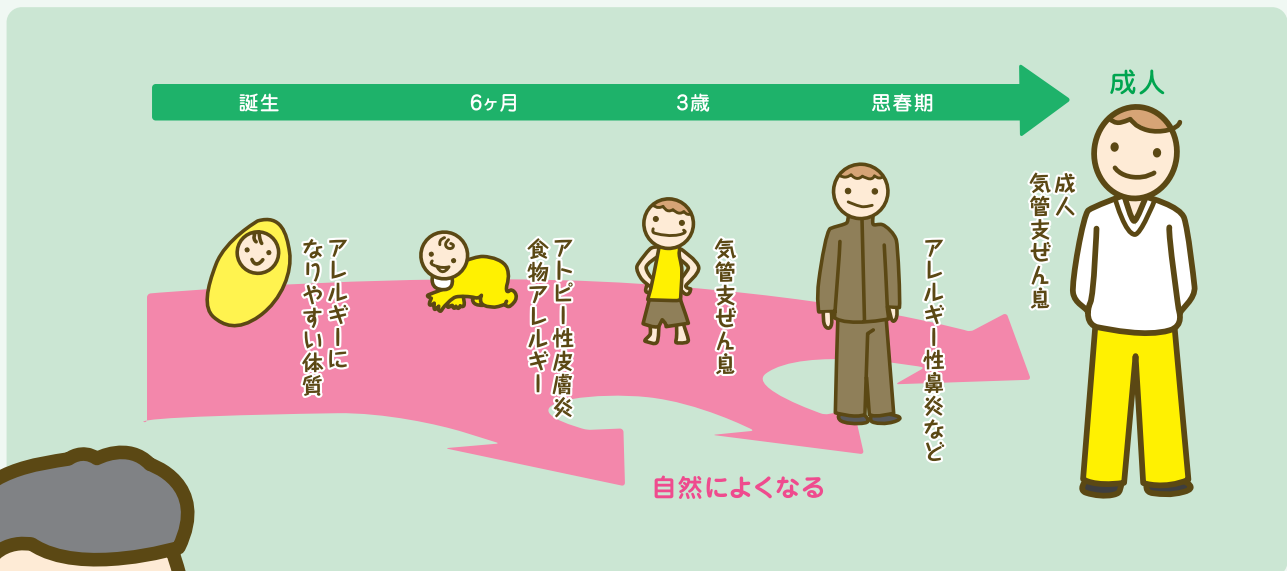 誕生
6ヶ月
3歳
思春期
成人
アレルギーに
なりやすい体質
アトピー性皮膚炎
食物アレルギー
気管支ぜん息
アレルギー性鼻炎など
成人
気管支ぜん息
自然によくなる